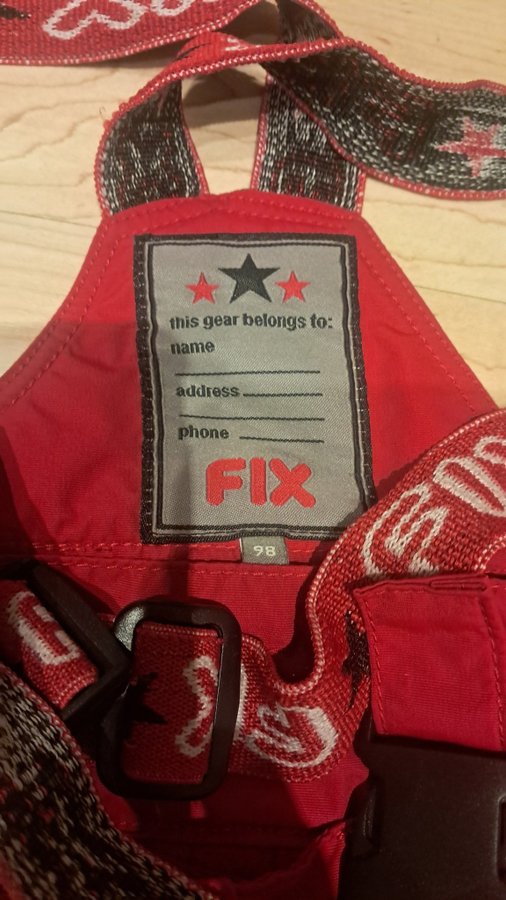 this gear belongs to:
name
address
phone
FIX
98